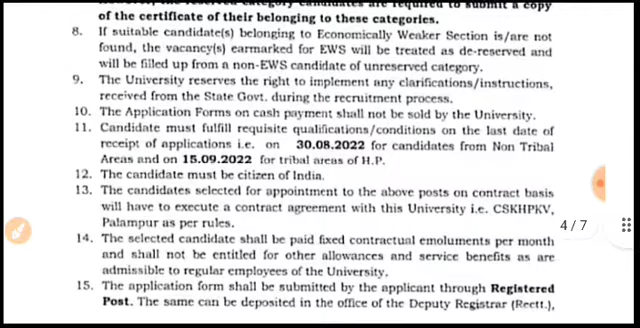 However, the reserved category candidates are required to submit a copy
of the certificate of their belonging to these categories.
8. If suitable candidate(s) belonging to Economically Weaker Section is/are not
found, the vacancy(s) earmarked for EWS will be treated as de-reserved and
will be filled up from a non-EWS candidate of unreserved category.
9. The University reserves the right to implement any clarifications/instructions,
received from the State Govt. during the recruitment process.
10. The Application Forms on cash payment shall not be sold by the University.
11. Candidate must fulfill requisite qualifications/conditions on the last date of
receipt of applications i.e. on 30.08.2022 for candidates from Non Tribal
Areas and on 15.09.2022 for tribal areas of H.P.
12. The candidate must be citizen of India.
13. The candidates selected for appointment to the above posts on contract basis
will have to execute a contract agreement with this University i.e. CSKHPKV,
Palampur as per rules.
4/7
14. The selected candidate shall be paid fixed contractual emoluments per month
and shall not be entitled for other allowances and service benefits as are
admissible to regular employees of the University.
15. The application form shall be submitted by the applicant through Registered
Post. The same can be deposited in the office of the Deputy Registrar (Rectt.),